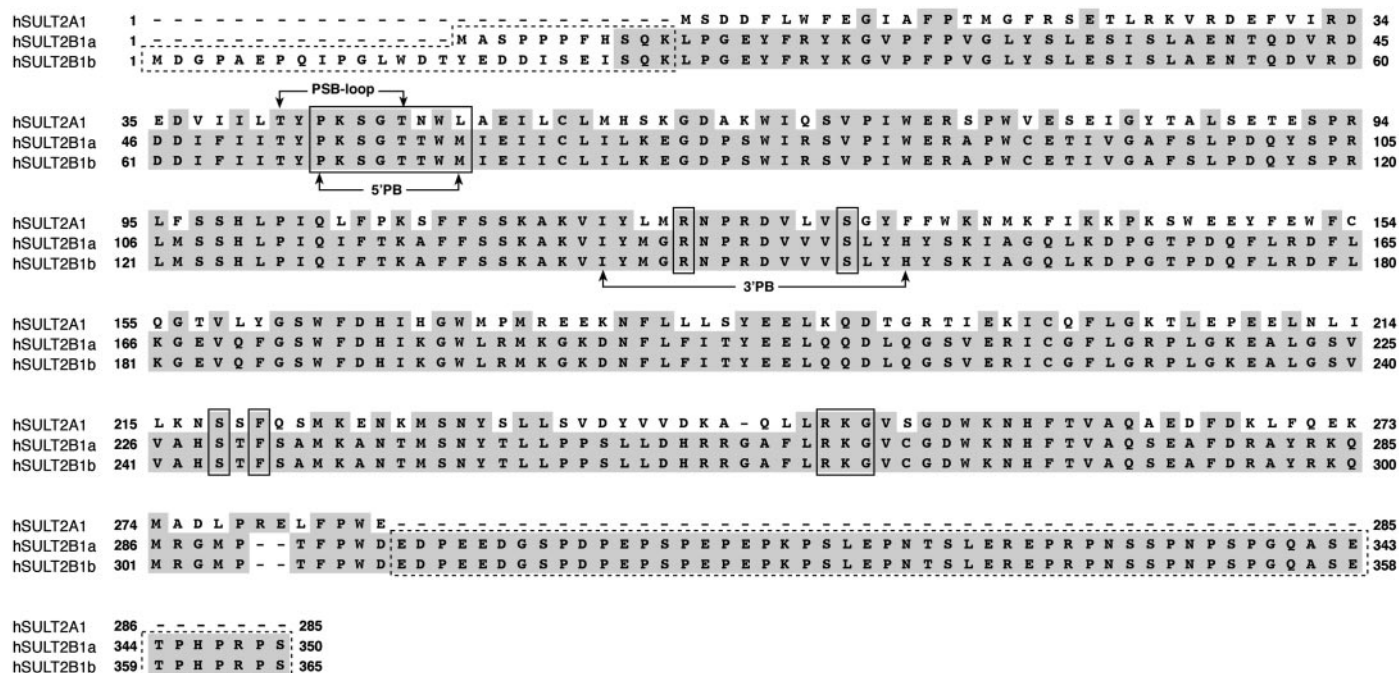 hSULT2A1 1 - - - - - - - - - - - - - - - - - - - - - - - - - - M S D D F L W F E G I A F P T M G F R S E T L R K V R D E F V I R D 34
hSULT2B1a 1 - - - - - - - - - - - - - - - M A S P P P F H S Q K L P G E Y F R Y K G V P F P V G L Y S L E S I S L A E N T Q D V R D 45
hSULT2B1b 1 M D G P A E P Q I P G L W D T Y E D D I S E I S Q K L P G E Y F R Y K G V P F P V G L Y S L E S I S L A E N T Q D V R D 60
PSB-loop
hSULT2A1 35 E D V I I L T Y P K S G T N W L A E I L C L M H S K G D A K W I Q S V P I W E R S P W V E S E I G Y T A L S E T E S P R 94
hSULT2B1a 46 D D I F I I T Y P K S G T T W M I E I I C L I L K E G D P S W I R S V P I W E R A P W C E T I V G A F S L P D Q Y S P R 105
hSULT2B1b 61 D D I F I I T Y P K S G T T W M I E I I C L I L K E G D P S W I R S V P I W E R A P W C E T I V G A F S L P D Q Y S P R 120
5'PB
hSULT2A1 95 L F S S H L P I Q L F P K S F F S S K A K V I Y L M R N P R D V L V S G Y F F W K N M K F I K K P K S W E E Y F E W F C 154
hSULT2B1a 106 L M S S H L P I Q I F T K A F F S S K A K V I Y M G R N P R D V V V S L Y H Y S K I A G Q L K D P G T P D Q F L R D F L 165
hSULT2B1b 121 L M S S H L P I Q I F T K A F F S S K A K V I Y M G R N P R D V V V S L Y H Y S K I A G Q L K D P G T P D Q F L R D F L 180
3'PB
hSULT2A1 155 Q G T V L Y G S W F D H I H G W M P M R E E K N F L L L S Y E E L K Q D T G R T I E K I C Q F L G K T L E P E E L N L I 214
hSULT2B1a 166 K G E V Q F G S W F D H I K G W L R M K G K D N F L F I T Y E E L Q Q D L Q G S V E R I C G F L G R P L G K E A L G S V 225
hSULT2B1b 181 K G E V Q F G S W F D H I K G W L R M K G K D N F L F I T Y E E L Q Q D L Q G S V E R I C G F L G R P L G K E A L G S V 240
hSULT2A1 215 L K N S S F Q S M K E N K M S N Y S L L S V D Y V V D K A - Q L L R K G V S G D W K N H F T V A Q A E D F D K L F Q E K 273
hSULT2B1a 226 V A H S T F S A M K A N T M S N Y T L L P P S L L D H R R G A F L R K G V C G D W K N H F T V A Q S E A F D R A Y R K Q 285
hSULT2B1b 241 V A H S T F S A M K A N T M S N Y T L L P P S L L D H R R G A F L R K G V C G D W K N H F T V A Q S E A F D R A Y R K Q 300
hSULT2A1 274 M A D L P R E L F P W E - - - - - - - - - - - - - - - - - - - - - - - - - - - - - - - - - - - - - - - - - - - - - - - - 285
hSULT2B1a 286 M R G M P - - T F P W D E D P E E D G S P D P E P S P E P E P K P S L E P N T S L E R E P R P N S S P N P S P G Q A S E 343
hSULT2B1b 301 M R G M P - - T F P W D E D P E E D G S P D P E P S P E P E P K P S L E P N T S L E R E P R P N S S P N P S P G Q A S E 358
hSULT2A1 286 - - - - - - - 285
hSULT2B1a 344 T P H P R P S 350
hSULT2B1b 359 T P H P R P S 365